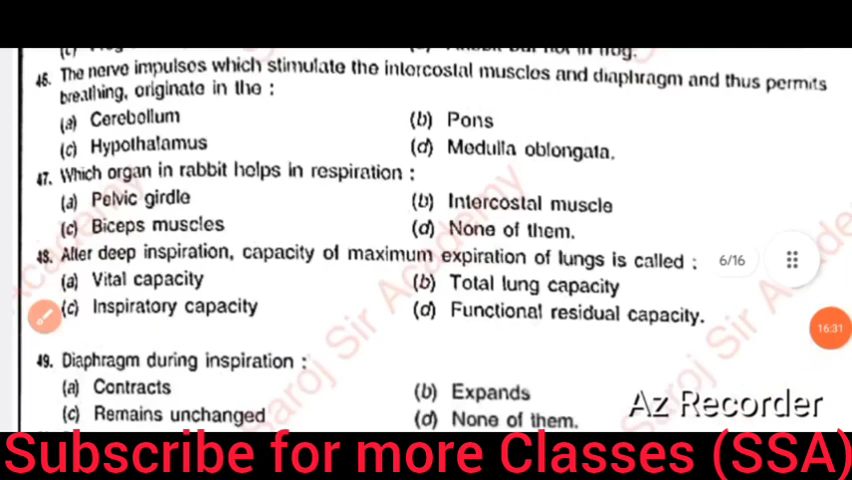 46. The nerve impulses which stimulate the intercostal muscles and diaphragm and thus permits
breathing, originate in the :
(a) Cerebollum
(b) Pons
(c) Hypothalamus
(d) Medulla oblongata.
47. Which organ in rabbit helps in respiration :
(a) Pelvic girdle
(b) Intercostal muscle
(c) Biceps muscles
(d) None of them.
48. After deep inspiration, capacity of maximum expiration of lungs is called :
6/16
(a) Vital capacity
(b) Total lung capacity
(c) Inspiratory capacity
(d) Functional residual capacity.
16:31
49. Diaphragm during inspiration :
(a) Contracts
(b) Expands
(c) Remains unchanged
(d) None of them.
Saroj Sir Academy
Az Recorder
Subscribe for more Classes (SSA)